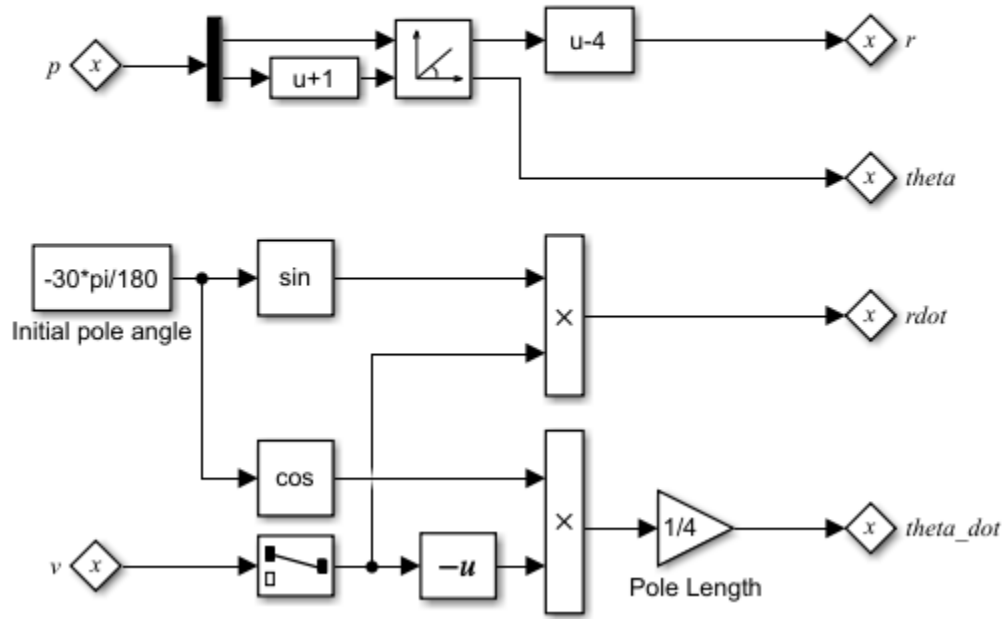 p x u+1 u-4 x r
x theta
-30*pi/180 sin × x rdot
Initial pole angle
cos × 1/4 x theta_dot
v x -u
Pole Length